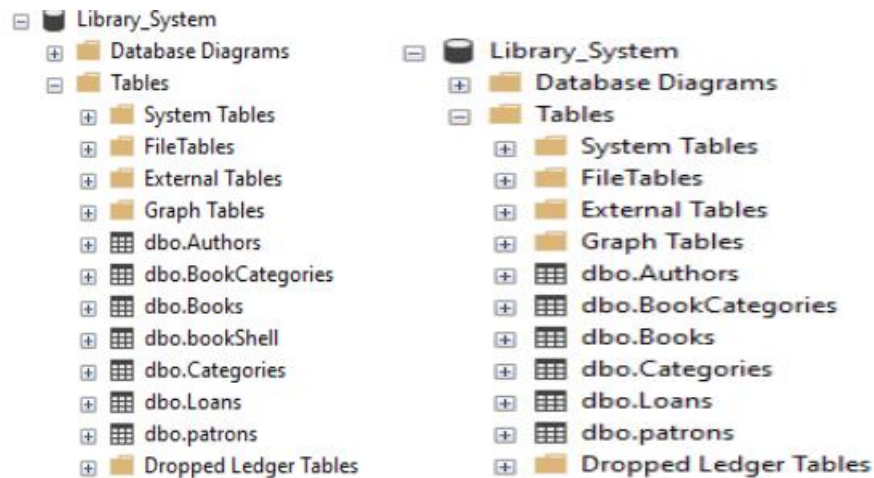 Library_System
Database Diagrams
Tables
System Tables
FileTables
External Tables
Graph Tables
dbo.Authors
dbo.BookCategories
dbo.Books
dbo.bookShell
dbo.Categories
dbo.Loans
dbo.patrons
Dropped Ledger Tables
Library_System
Database Diagrams
Tables
System Tables
FileTables
External Tables
Graph Tables
dbo.Authors
dbo.BookCategories
dbo.Books
dbo.Categories
dbo.Loans
dbo.patrons
Dropped Ledger Tables